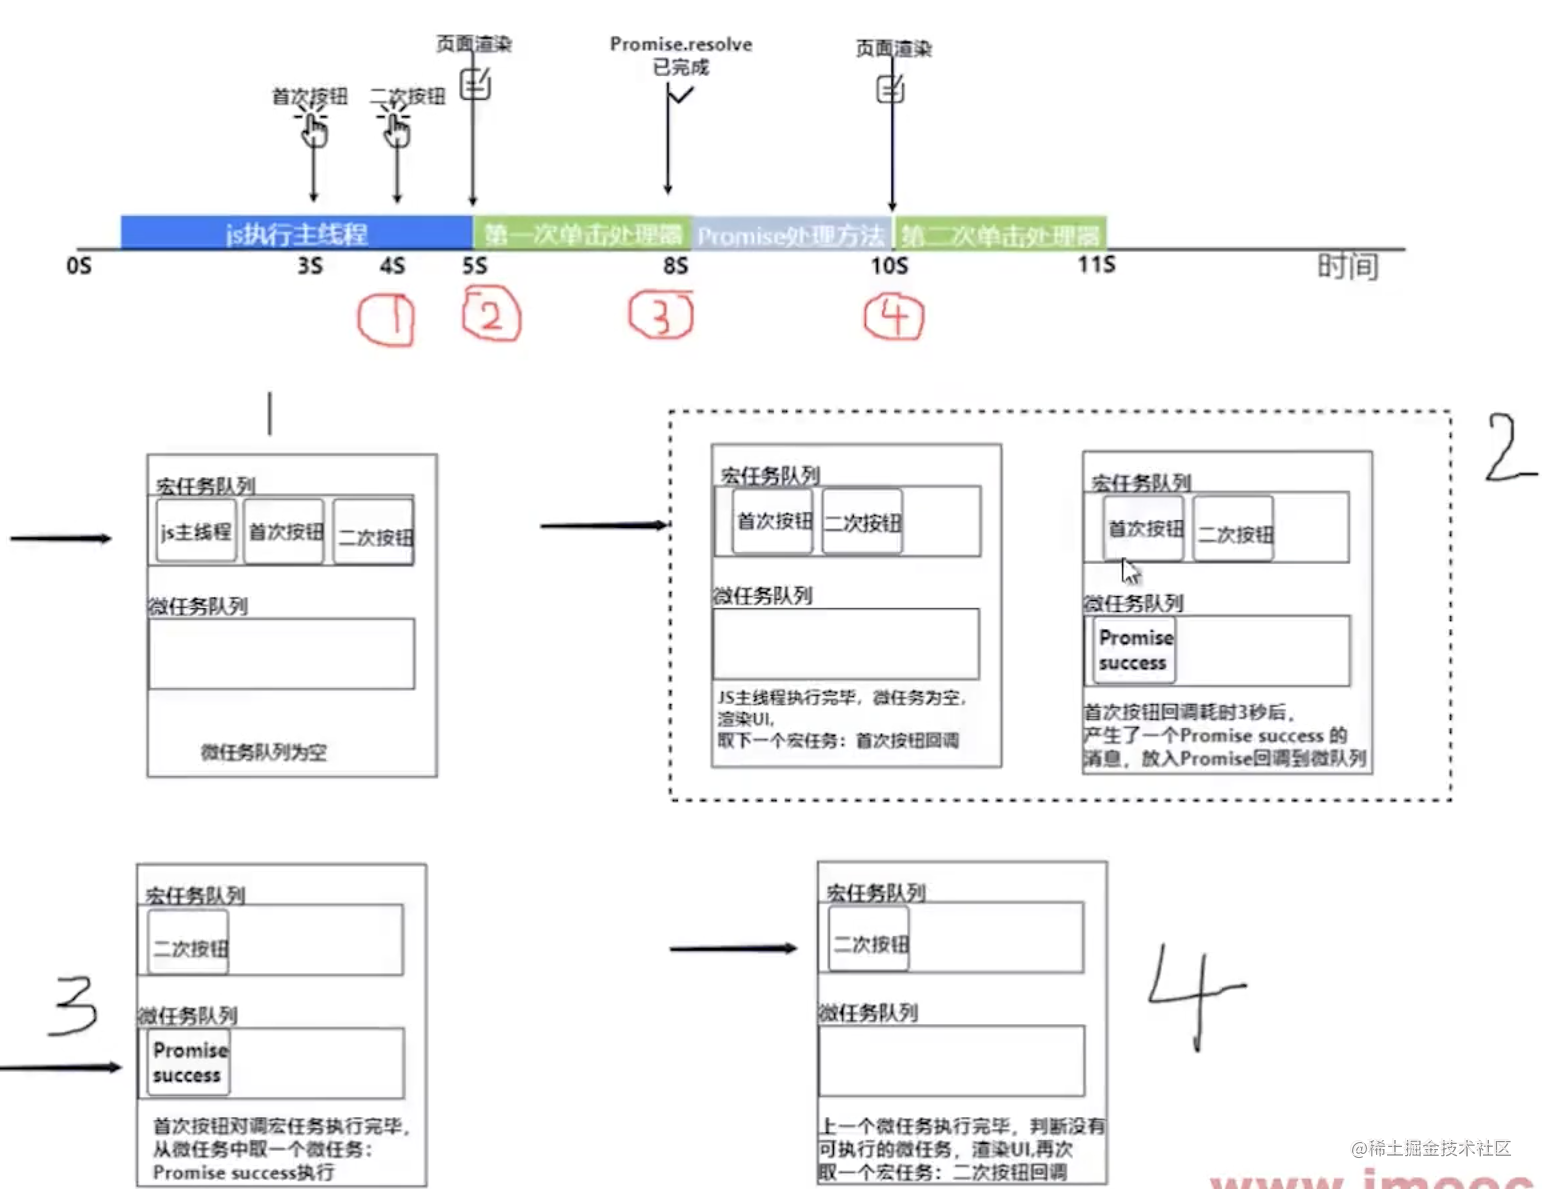 页面渲染
Promise.resolve
已完成
页面渲染
首次按钮
二次按钮
js执行主线程
第一次单击处理器
Promise处理方法
第二次单击处理器
0S
3S
4S
5S
8S
10S
11S
时间
1
2
3
4
1
宏任务队列
js主线程
首次按钮
二次按钮
微任务队列
微任务队列为空
2
宏任务队列
首次按钮
二次按钮
微任务队列
JS主线程执行完毕，微任务为空，
渲染UI，
取下一个宏任务：首次按钮回调
宏任务队列
首次按钮
二次按钮
微任务队列
Promise
success
首次按钮回调耗时3秒后，
产生了一个Promise success 的
消息，放入Promise回调到微队列
3
宏任务队列
二次按钮
微任务队列
Promise
success
首次按钮对调宏任务执行完毕，
从微任务中取一个微任务：
Promise success执行
4
宏任务队列
二次按钮
微任务队列
上一个微任务执行完毕，判断没有
可执行的微任务，渲染UI,再次
取一个宏任务：二次按钮回调
@稀土掘金技术社区
www.imooc